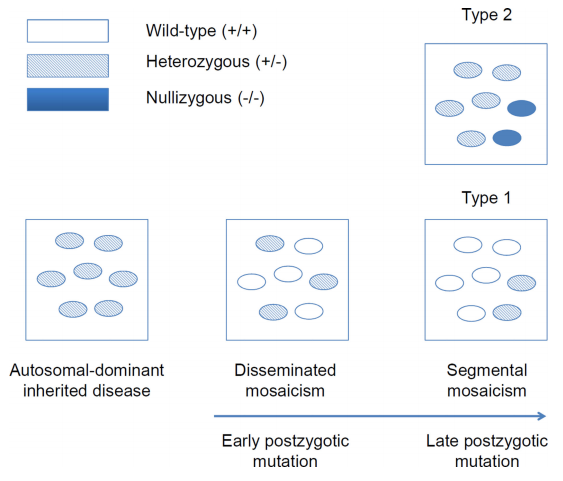 Type 2
Wild-type (+/+)
Heterozygous (+/-)
Nullizygous (-/-)
Type 1
Autosomal-dominant
inherited disease
Disseminated
mosaicism
Segmental
mosaicism
Early postzygotic
mutation
Late postzygotic
mutation